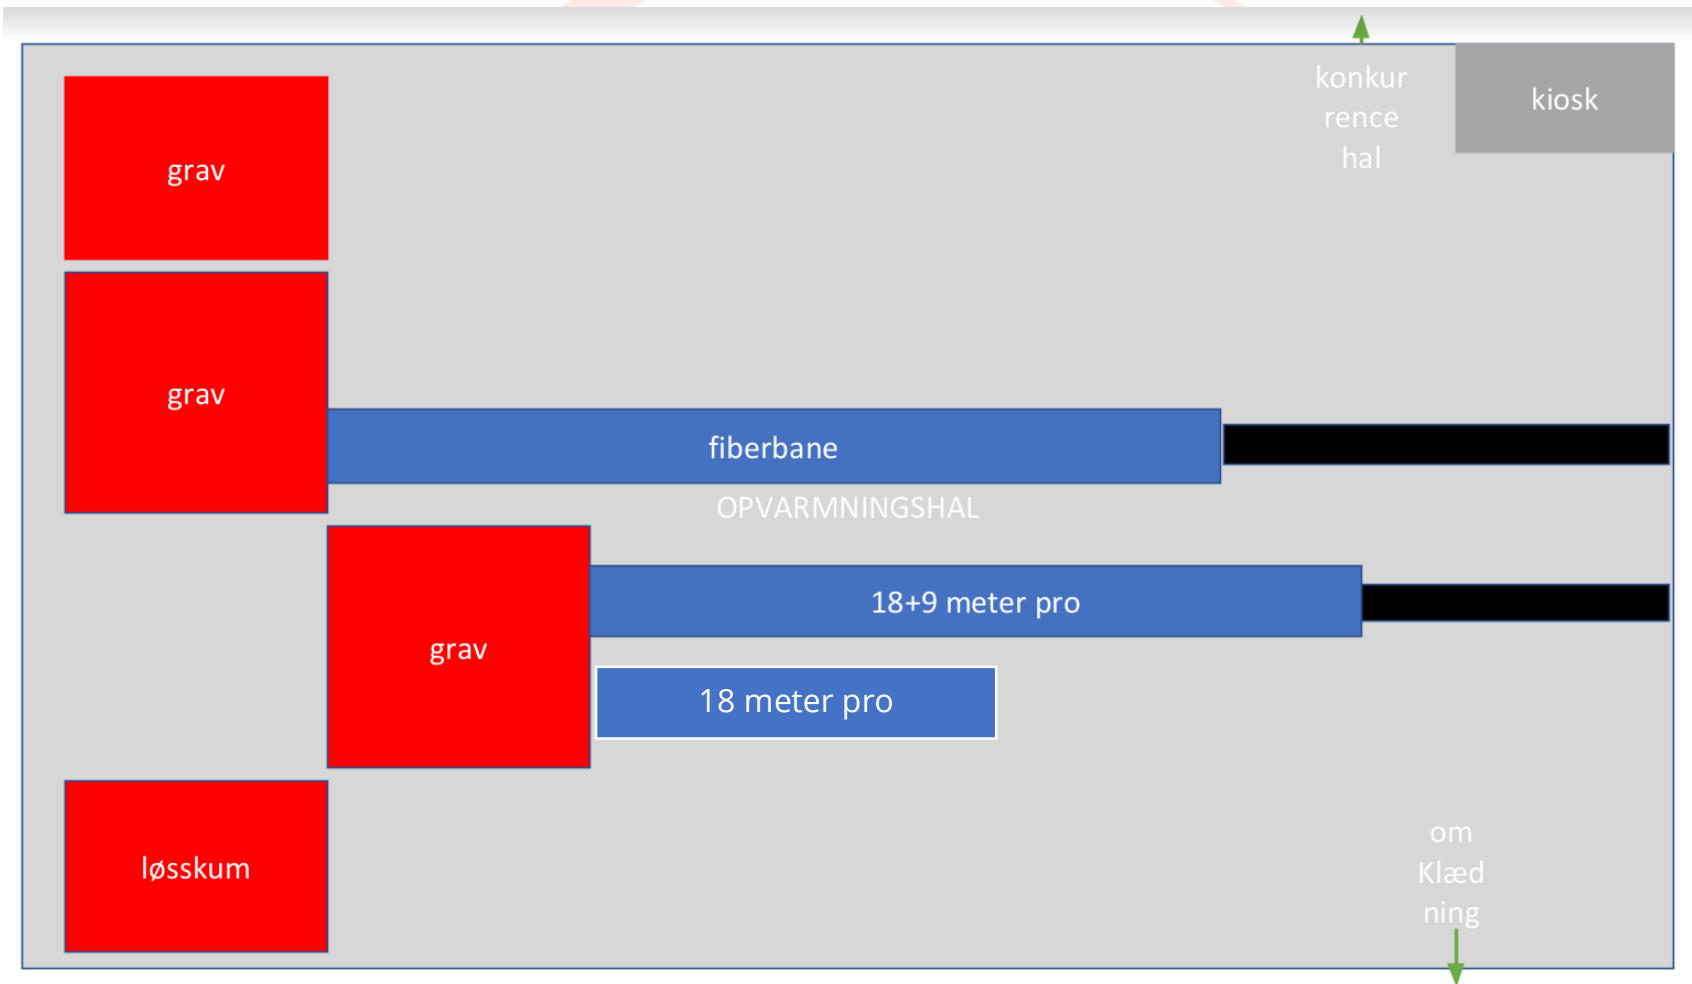 konkur
rence
hal
kiosk
grav
grav
fiberbane
OPVARMNINGSHAL
18+9 meter pro
grav
18 meter pro
løsskum
om
Klæd
ning